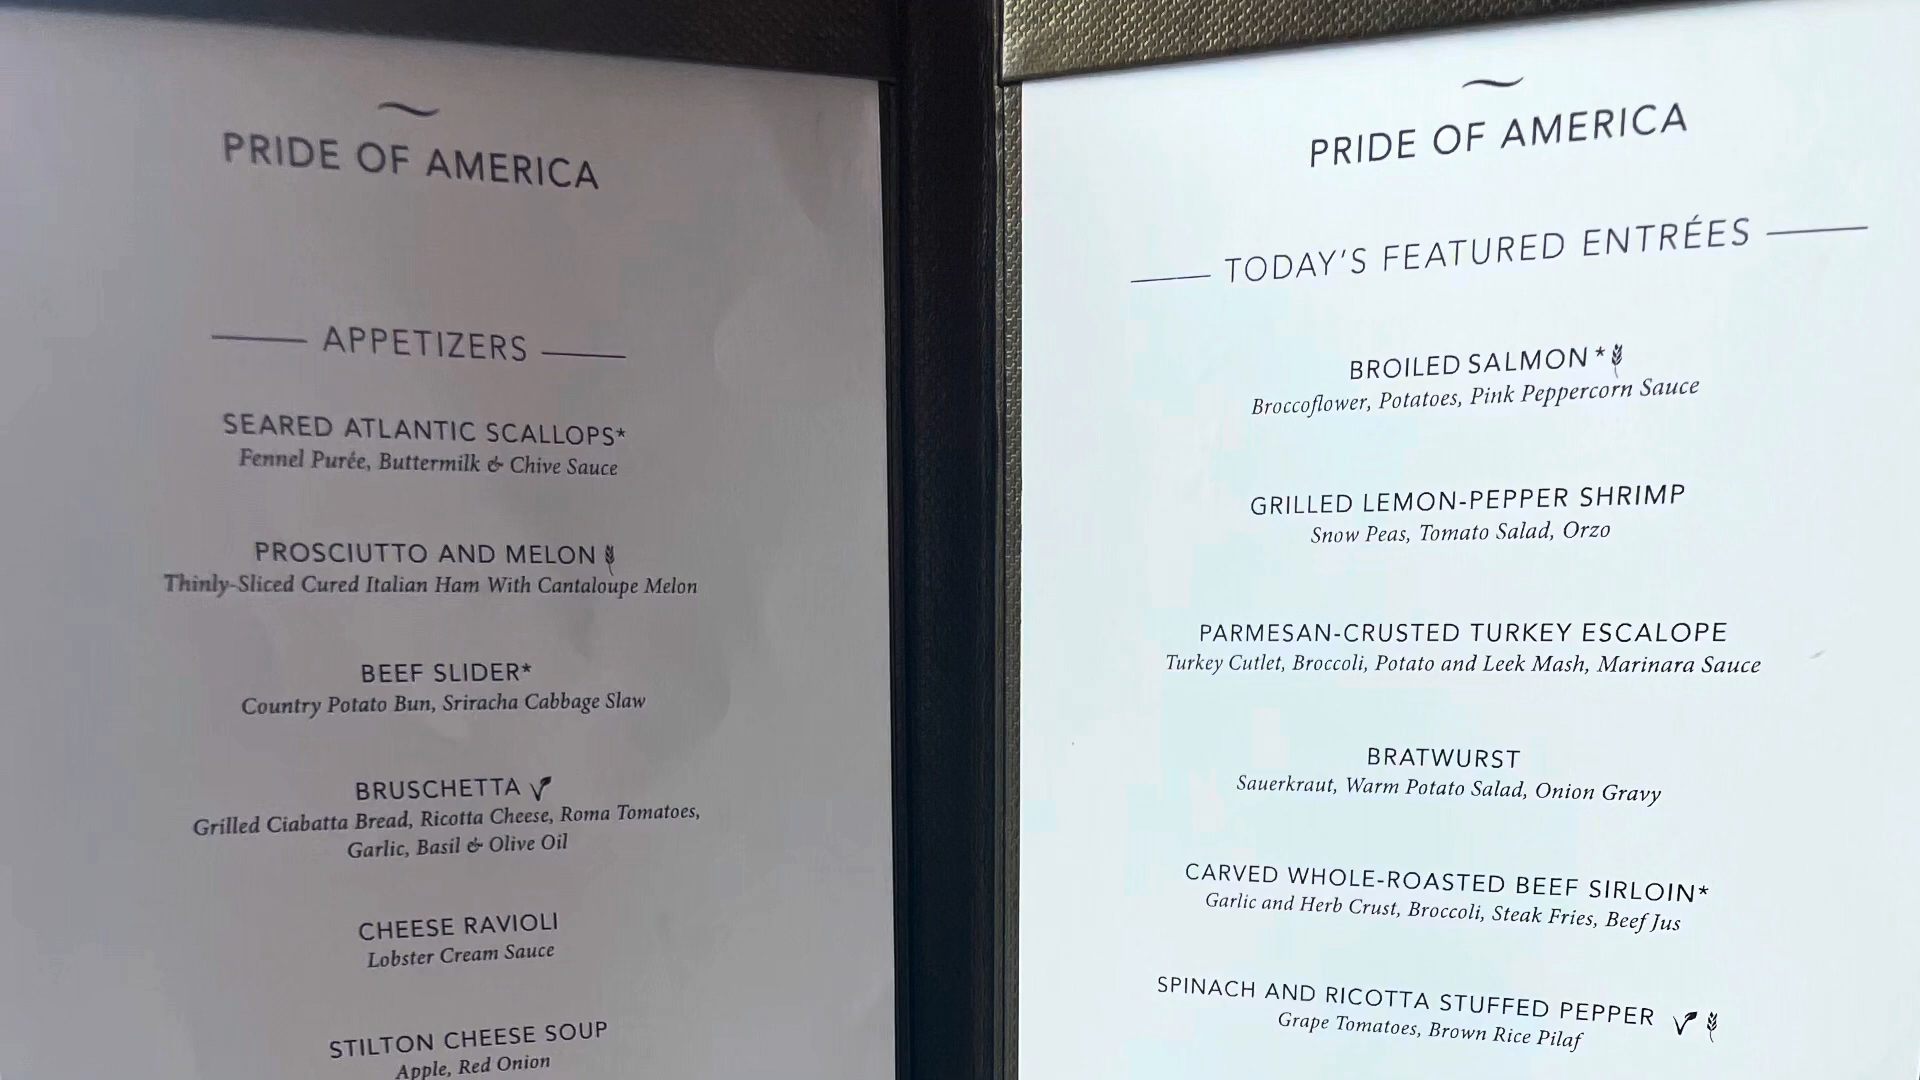 PRIDE OF AMERICA
APPETIZERS
SEARED ATLANTIC SCALLOPS*
Fennel Purée, Buttermilk & Chive Sauce
PROSCIUTTO AND MELON
Thinly-Sliced Cured Italian Ham With Cantaloupe Melon
BEEF SLIDER*
Country Potato Bun, Sriracha Cabbage Slaw
BRUSCHETTA
Grilled Ciabatta Bread, Ricotta Cheese, Roma Tomatoes,
Garlic, Basil & Olive Oil
CHEESE RAVIOLI
Lobster Cream Sauce
STILTON CHEESE SOUP
Apple, Red Onion
PRIDE OF AMERICA
TODAY'S FEATURED ENTRÉES
BROILED SALMON*
Broccoflower, Potatoes, Pink Peppercorn Sauce
GRILLED LEMON-PEPPER SHRIMP
Snow Peas, Tomato Salad, Orzo
PARMESAN-CRUSTED TURKEY ESCALOPE
Turkey Cutlet, Broccoli, Potato and Leek Mash, Marinara Sauce
BRATWURST
Sauerkraut, Warm Potato Salad, Onion Gravy
CARVED WHOLE-ROASTED BEEF SIRLOIN*
Garlic and Herb Crust, Broccoli, Steak Fries, Beef Jus
SPINACH AND RICOTTA STUFFED PEPPER
Grape Tomatoes, Brown Rice Pilaf